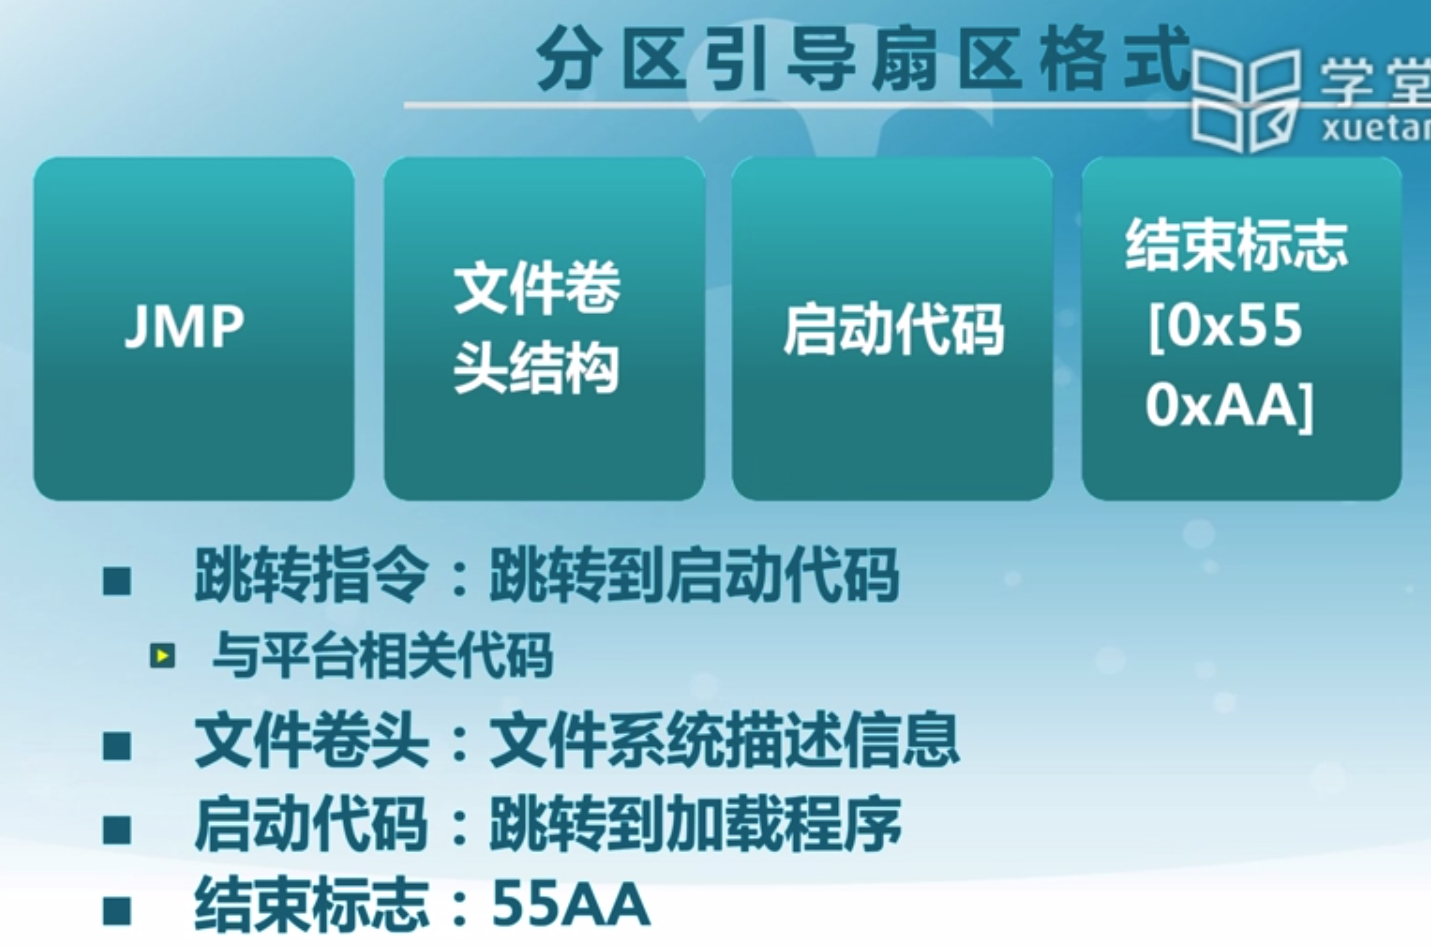 分区引导扇区格式
学堂
xuetan
JMP
文件卷
头结构
启动代码
结束标志
[0x55
0xAA]
跳转指令：跳转到启动代码
与平台相关代码
文件卷头：文件系统描述信息
启动代码：跳转到加载程序
结束标志：55AA